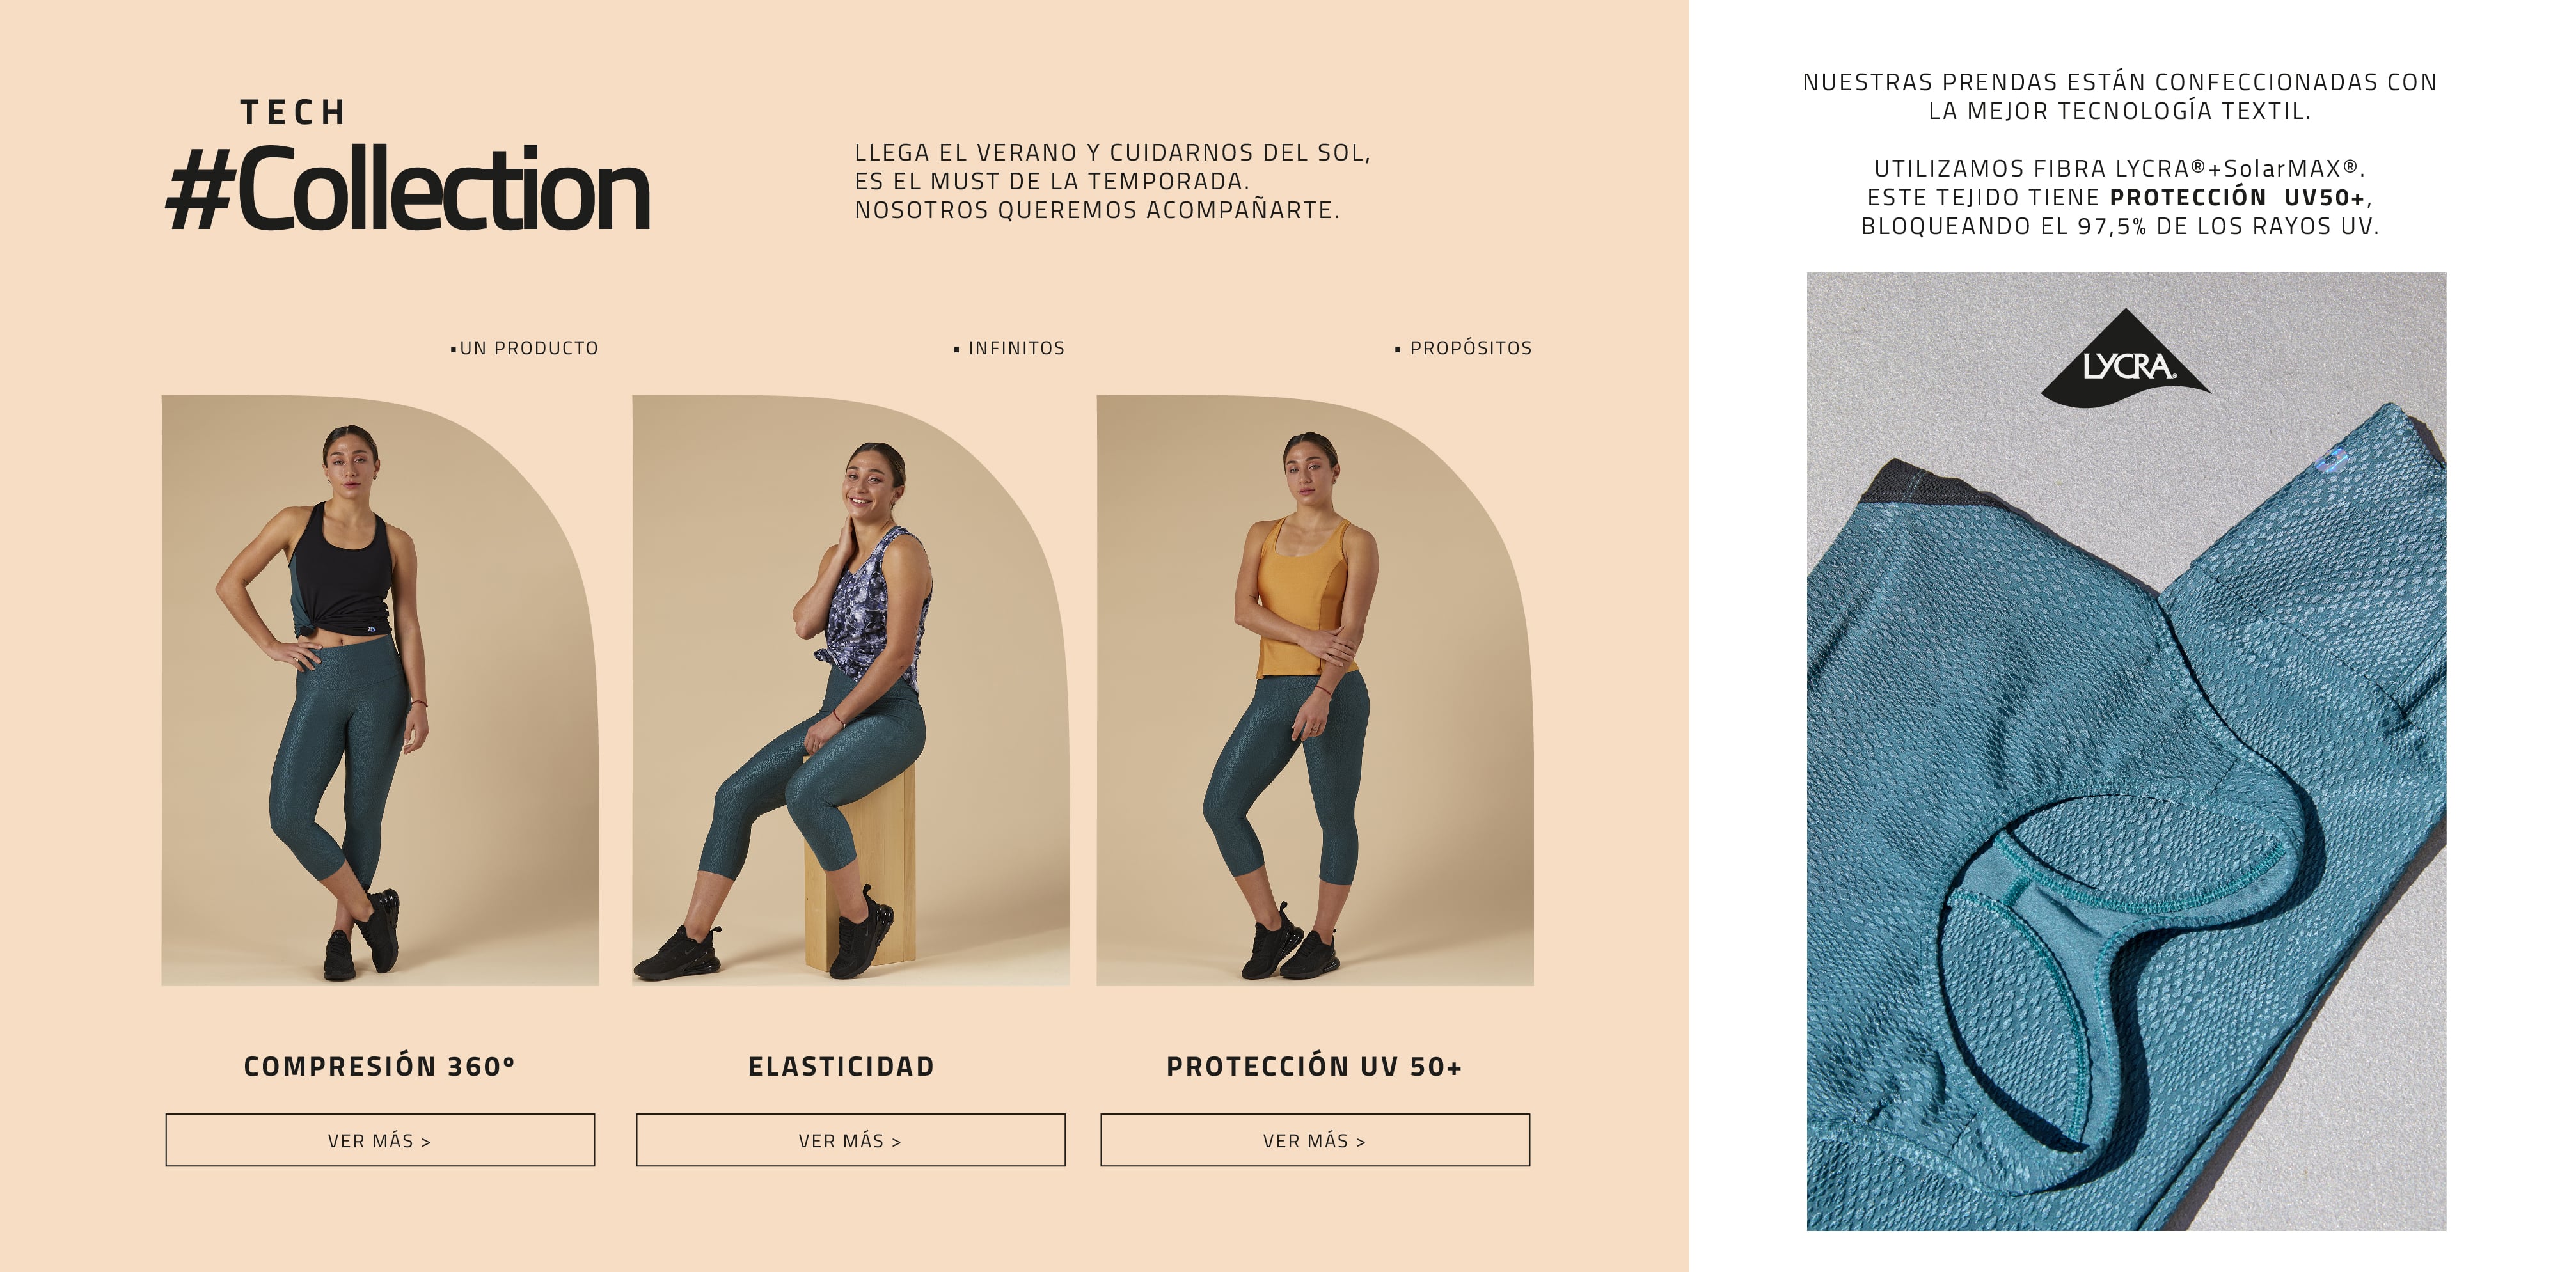 TECH
#Collection
LLEGA EL VERANO Y CUIDARNOS DEL SOL,
ES EL MUST DE LA TEMPORADA.
NOSOTROS QUEREMOS ACOMPAÑARTE.
▪UN PRODUCTO
▪ INFINITOS
▪ PROPÓSITOS
COMPRESIÓN 360º
ELASTICIDAD
PROTECCIÓN UV 50+
VER MÁS >
VER MÁS >
VER MÁS >
NUESTRAS PRENDAS ESTÁN CONFECCIONADAS CON
LA MEJOR TECNOLOGÍA TEXTIL.
UTILIZAMOS FIBRA LYCRA®+SolarMAX®.
ESTE TEJIDO TIENE PROTECCIÓN UV50+,
BLOQUEANDO EL 97,5% DE LOS RAYOS UV.
LYCRA®